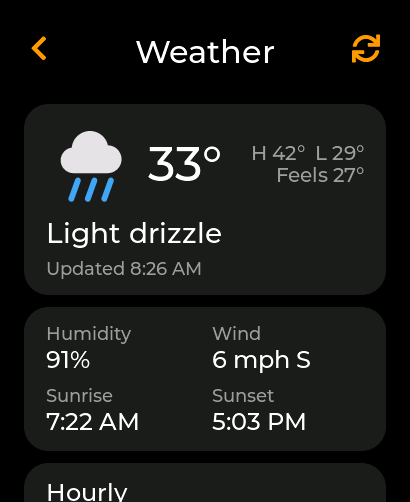 Weather
33° H 42° L 29°
Feels 27°
Light drizzle
Updated 8:26 AM
Humidity Wind
91% 6 mph S
Sunrise Sunset
7:22 AM 5:03 PM
Hourly